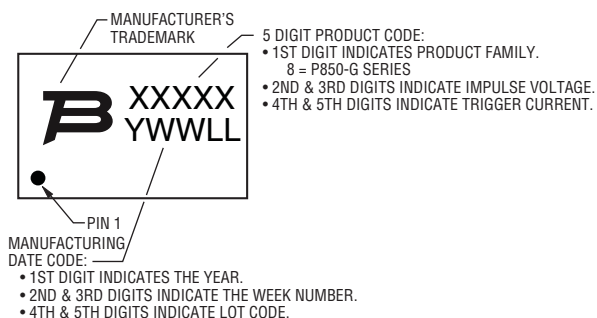 MANUFACTURER'S
TRADEMARK
5 DIGIT PRODUCT CODE:
• 1ST DIGIT INDICATES PRODUCT FAMILY.
8 = P850-G SERIES
• 2ND & 3RD DIGITS INDICATE IMPULSE VOLTAGE.
• 4TH & 5TH DIGITS INDICATE TRIGGER CURRENT.
XXXXX
YWWLL
PIN 1
MANUFACTURING
DATE CODE:
• 1ST DIGIT INDICATES THE YEAR.
• 2ND & 3RD DIGITS INDICATE THE WEEK NUMBER.
• 4TH & 5TH DIGITS INDICATE LOT CODE.